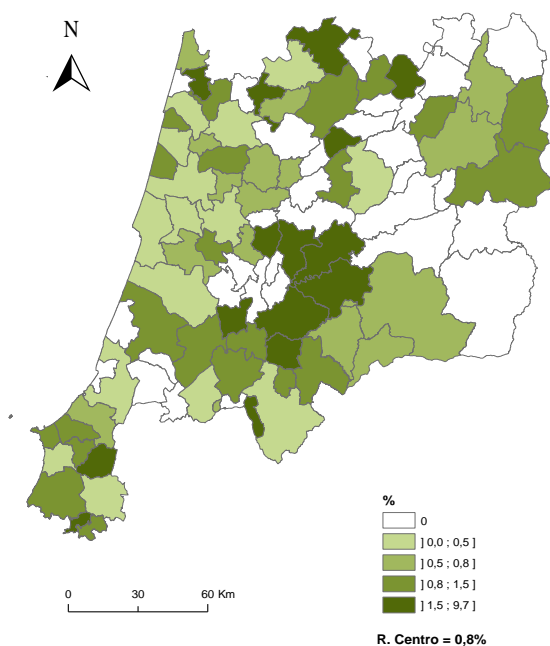 N
%
0
] 0,0 ; 0,5 ]
] 0,5 ; 0,8 ]
] 0,8 ; 1,5 ]
] 1,5 ; 9,7 ]
0 30 60 Km
R. Centro = 0,8%